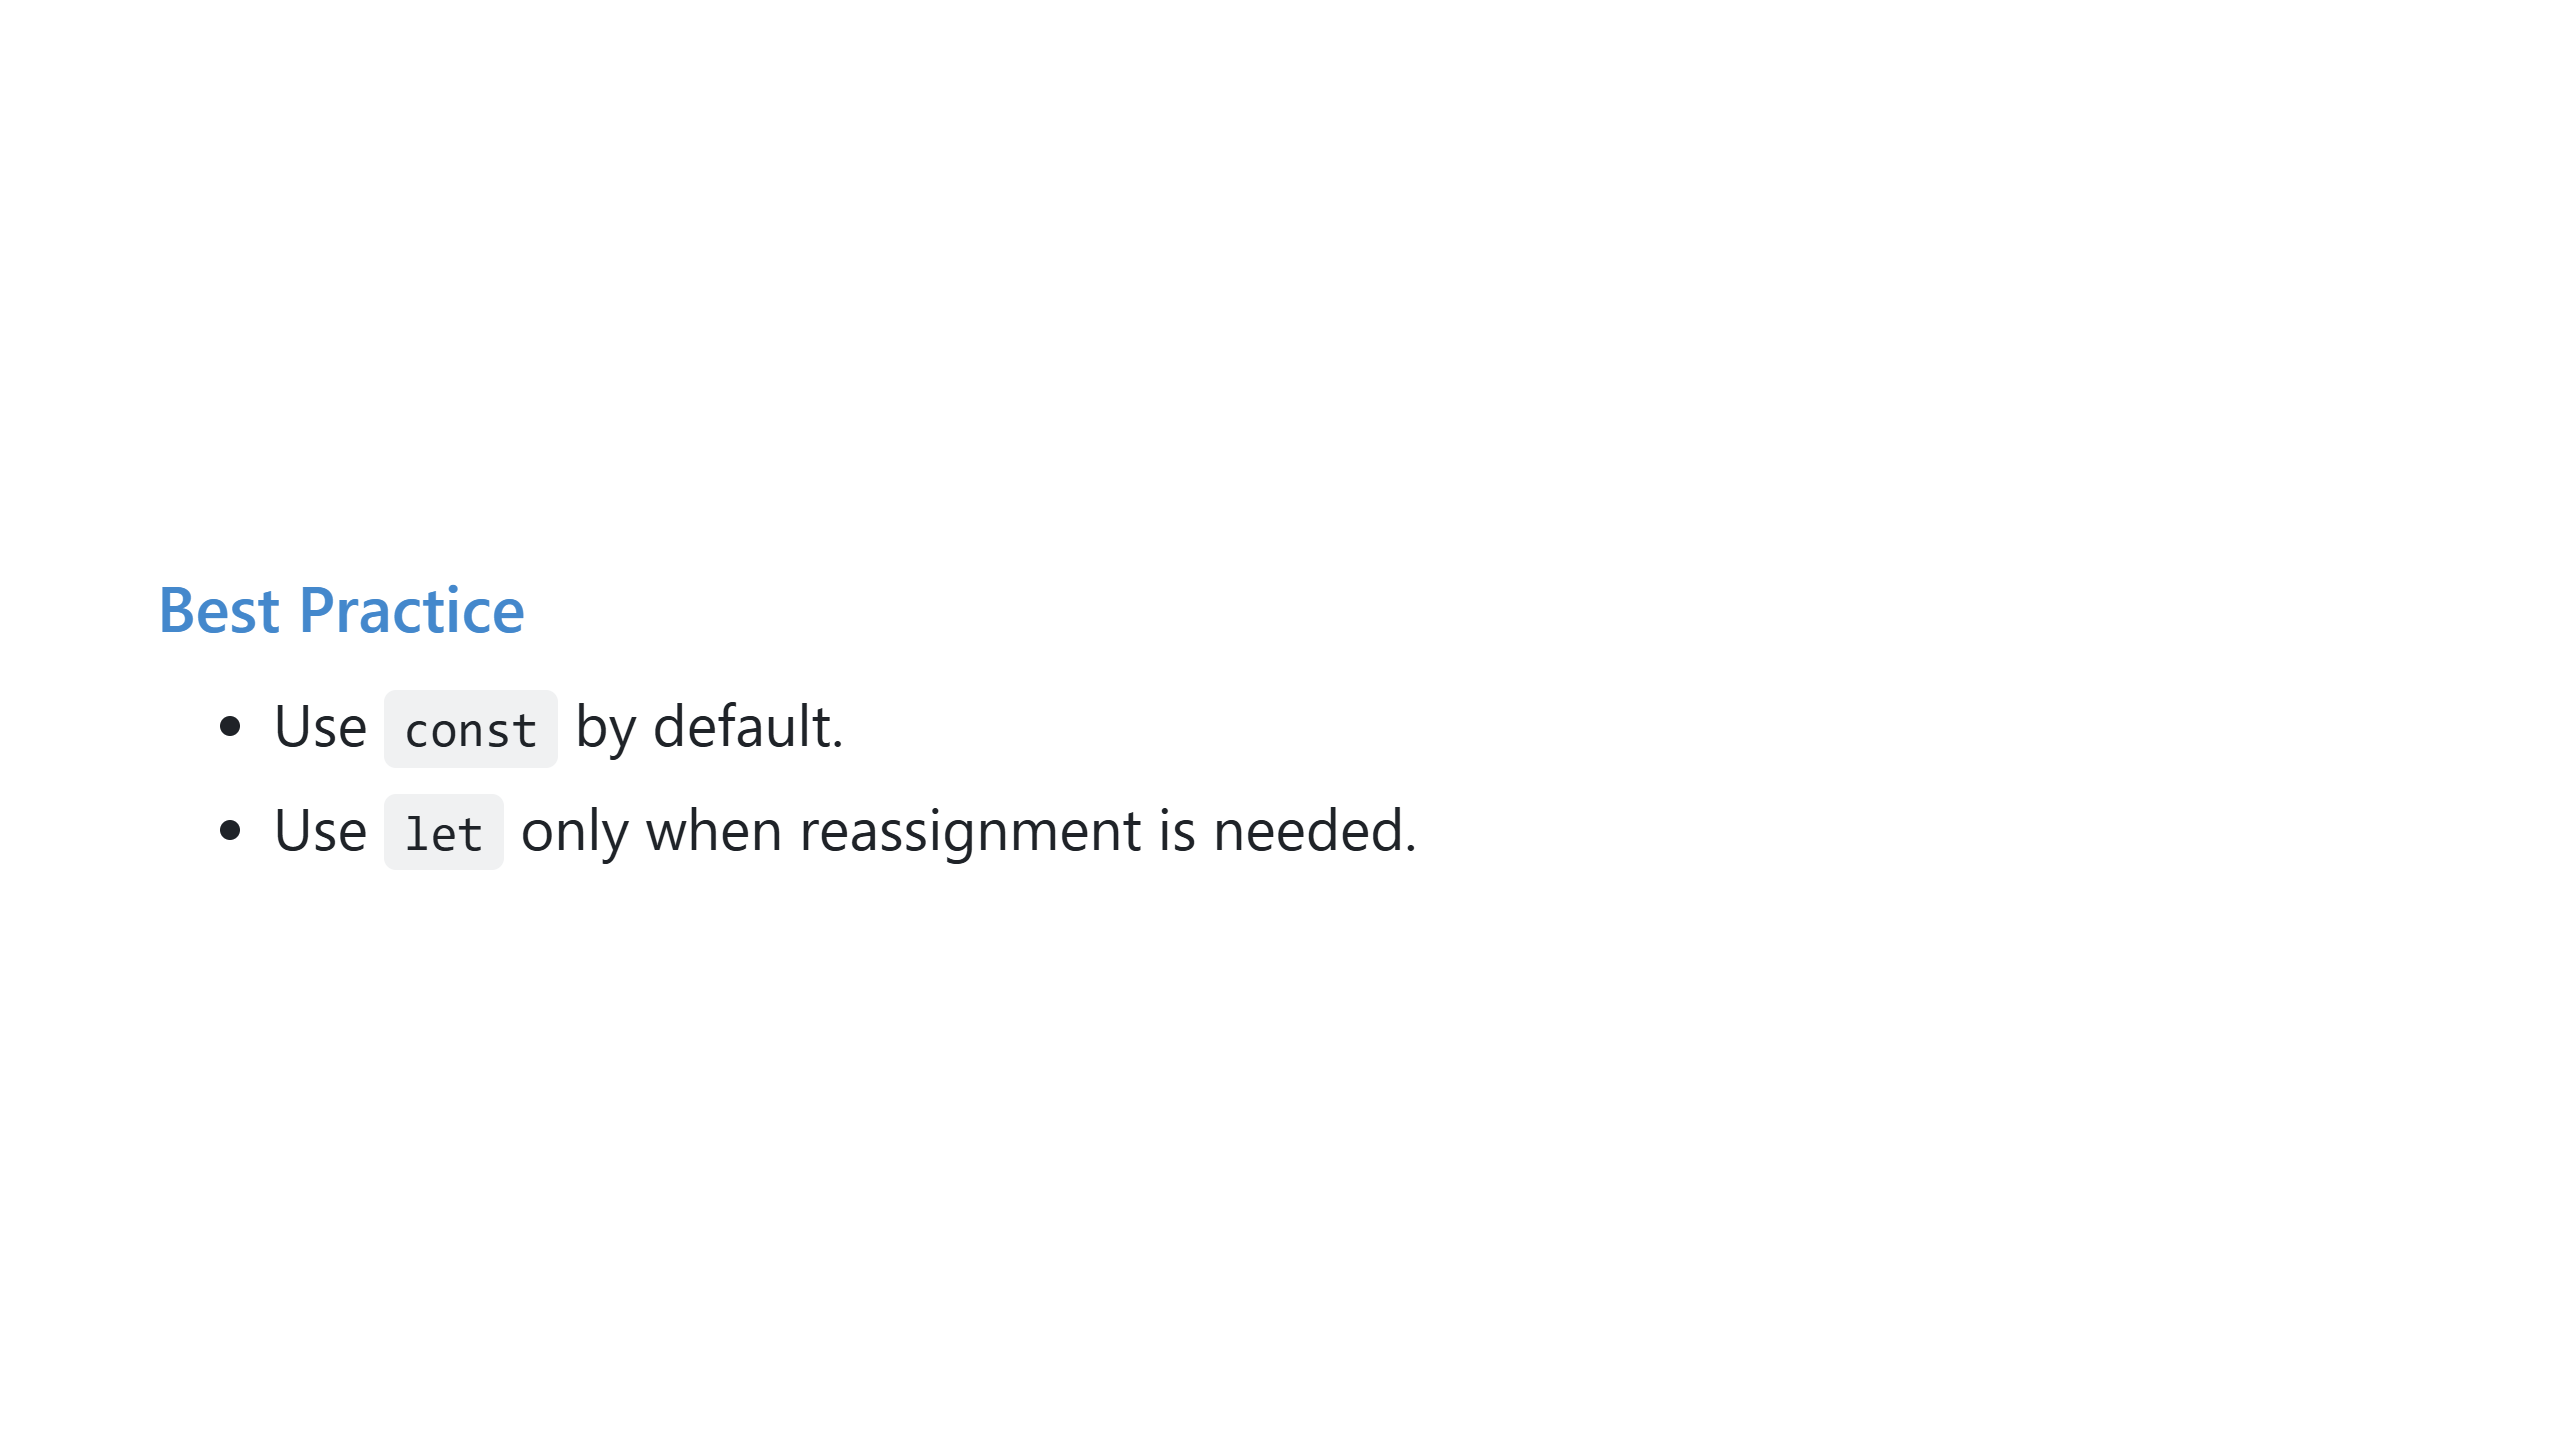 Best Practice
• Use const by default.
• Use let only when reassignment is needed.